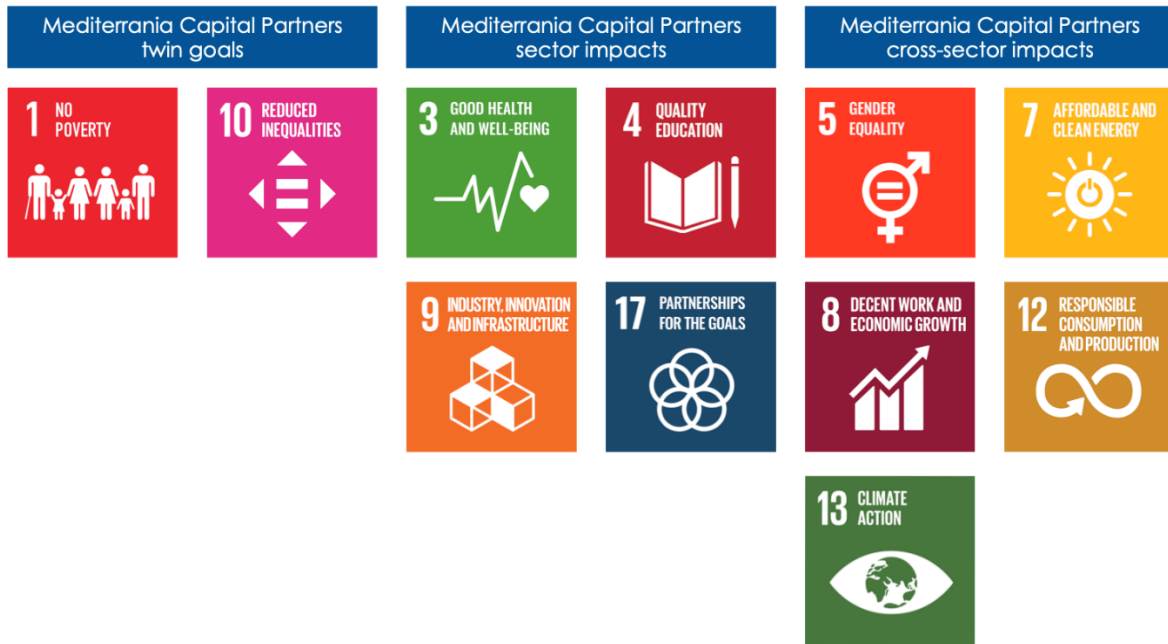 Mediterrania Capital Partners
twin goals
Mediterrania Capital Partners
sector impacts
Mediterrania Capital Partners
cross-sector impacts
1 NO
POVERTY
10 REDUCED
INEQUALITIES
3 GOOD HEALTH
AND WELL-BEING
4 QUALITY
EDUCATION
5 GENDER
EQUALITY
7 AFFORDABLE AND
CLEAN ENERGY
9 INDUSTRY, INNOVATION
AND INFRASTRUCTURE
17 PARTNERSHIPS
FOR THE GOALS
8 DECENT WORK AND
ECONOMIC GROWTH
12 RESPONSIBLE
CONSUMPTION
AND PRODUCTION
13 CLIMATE
ACTION